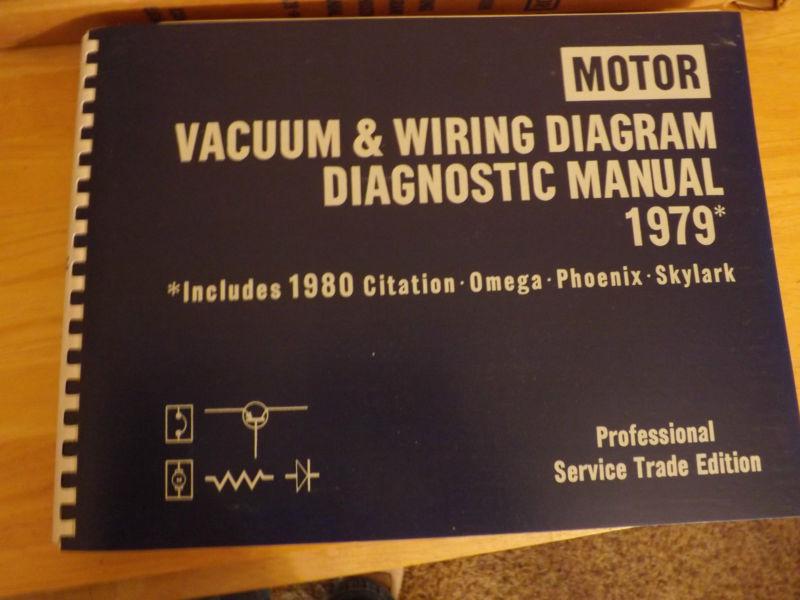 MOTOR
VACUUM & WIRING DIAGRAM
DIAGNOSTIC MANUAL
1979*
*Includes 1980 Citation · Omega · Phoenix · Skylark
Professional
Service Trade Edition